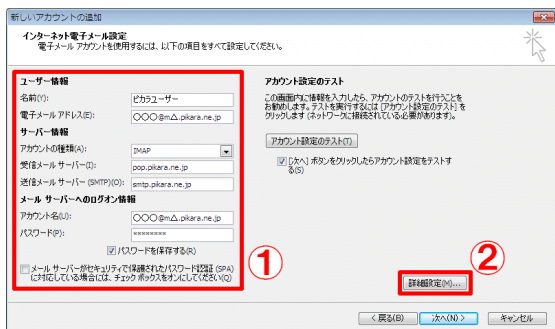 新しいアカウントの追加
インターネット電子メール設定
電子メール アカウントを使用するには、以下の項目をすべて設定してください。
ユーザー情報
名前(Y):
ピカラユーザー
電子メール アドレス(E):
〇〇〇@m△.pikara.ne.jp
サーバー情報
アカウントの種類(A):
IMAP
受信メール サーバー(I):
pop.pikara.ne.jp
送信メール サーバー (SMTP)(O):
smtp.pikara.ne.jp
メール サーバーへのログオン情報
アカウント名(U):
〇〇〇@m△.pikara.ne.jp
パスワード(P):
********
パスワードを保存する(R)
メール サーバーがセキュリティで保護されたパスワード認証 (SPA)
に対応している場合には、チェック ボックスをオンにしてください(Q)
①
アカウント設定のテスト
この画面内に情報を入力したら、アカウントのテストを行うことを
お勧めします。テストを実行するには [アカウント設定のテスト] を
クリックします (ネットワークに接続されている必要があります)。
アカウント設定のテスト(T)
[次へ] ボタンをクリックしたらアカウント設定をテストす
る(S)
②
詳細設定(M)...
< 戻る(B)
次へ(N) >
キャンセル